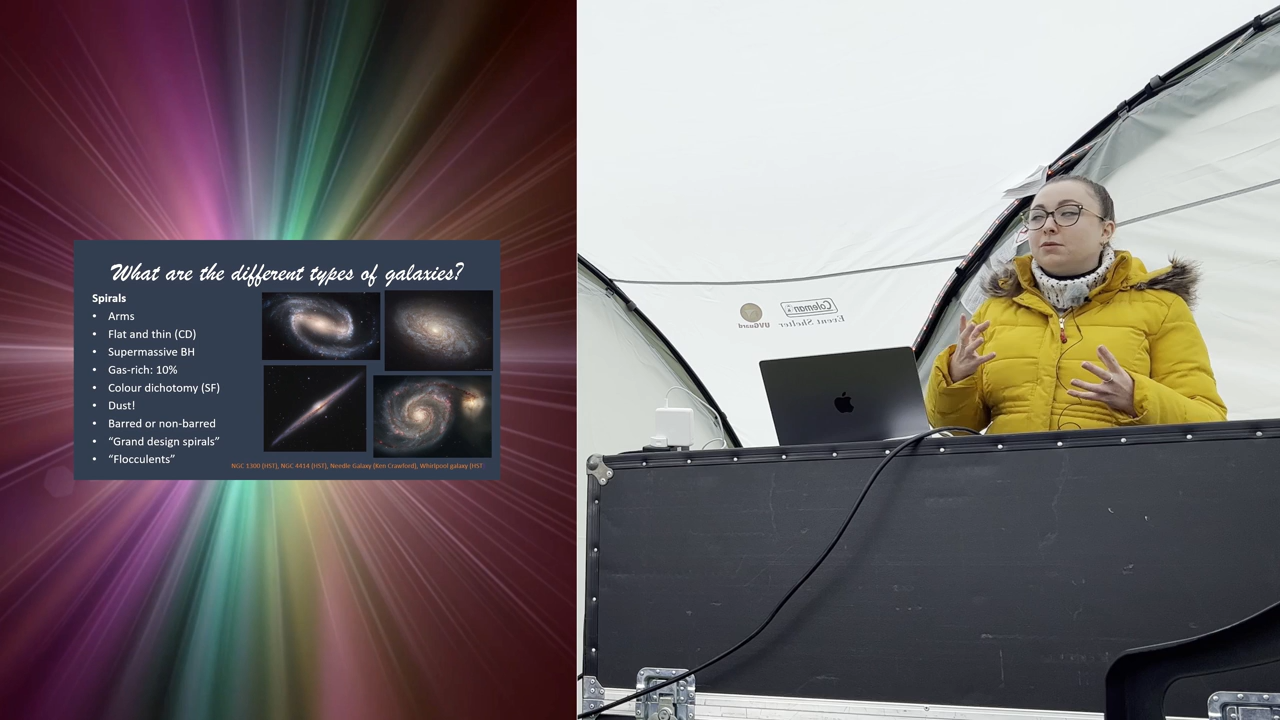 What are the different types of galaxies?
Spirals
• Arms
• Flat and thin (CD)
• Supermassive BH
• Gas-rich: 10%
• Colour dichotomy (SF)
• Dust!
• Barred or non-barred
• “Grand design spirals”
• “Flocculents”
NGC 1300 (HST), NGC 4414 (HST), Needle Galaxy (Ken Crawford), Whirlpool galaxy (HST
Coleman
Event Shelter
UVGuard